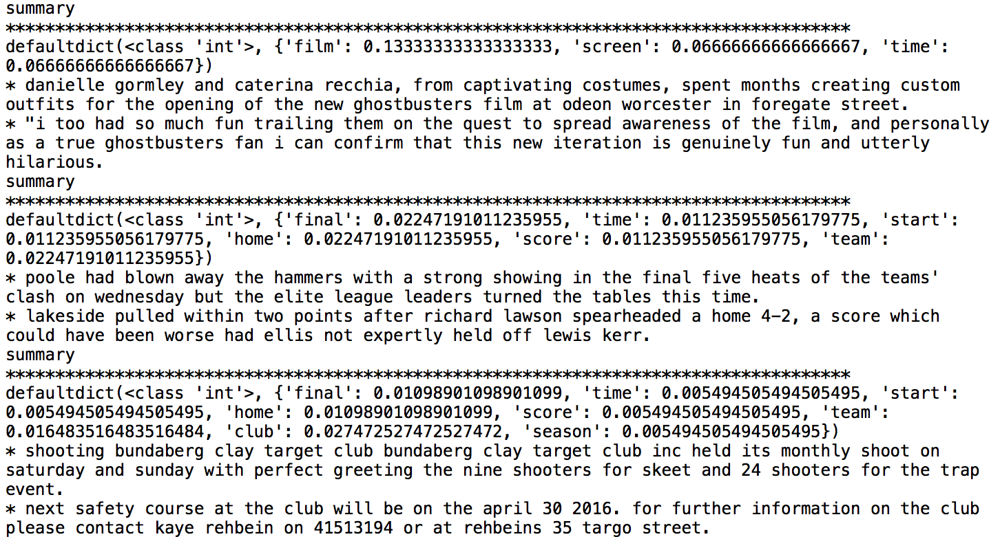 summary
*************************************************************************************
defaultdict(<class 'int'>, {'film': 0.13333333333333333, 'screen': 0.06666666666666667, 'time':
0.06666666666666667})
* danielle gormley and caterina recchia, from captivating costumes, spent months creating custom
outfits for the opening of the new ghostbusters film at odeon worcester in foregate street.
* "i too had so much fun trailing them on the quest to spread awareness of the film, and personally
as a true ghostbusters fan i can confirm that this new iteration is genuinely fun and utterly
hilarious.
summary
*************************************************************************************
defaultdict(<class 'int'>, {'final': 0.02247191011235955, 'time': 0.011235955056179775, 'start':
0.011235955056179775, 'home': 0.02247191011235955, 'score': 0.011235955056179775, 'team':
0.02247191011235955})
* poole had blown away the hammers with a strong showing in the final five heats of the teams'
clash on wednesday but the elite league leaders turned the tables this time.
* lakeside pulled within two points after richard lawson spearheaded a home 4–2, a score which
could have been worse had ellis not expertly held off lewis kerr.
summary
*************************************************************************************
defaultdict(<class 'int'>, {'final': 0.01098901098901099, 'time': 0.005494505494505495, 'start':
0.005494505494505495, 'home': 0.01098901098901099, 'score': 0.005494505494505495, 'team':
0.016483516483516484, 'club': 0.027472527472527472, 'season': 0.005494505494505495})
* shooting bundaberg clay target club bundaberg clay target club inc held its monthly shoot on
saturday and sunday with perfect greeting the nine shooters for skeet and 24 shooters for the trap
event.
* next safety course at the club will be on the april 30 2016. for further information on the club
please contact kaye rehbein on 41513194 or at rehbeins 35 targo street.